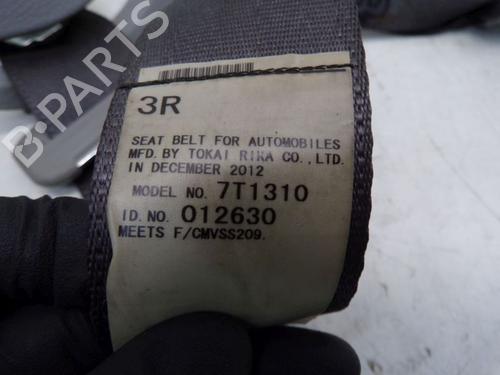 B-PARTS
3R
SEAT BELT FOR AUTOMOBILES
MFD. BY TOKAI RIKA CO., LTD.
IN DECEMBER 2012
MODEL NO. 7T1310
ID. NO. 012630
MEETS F/CMVSS209.